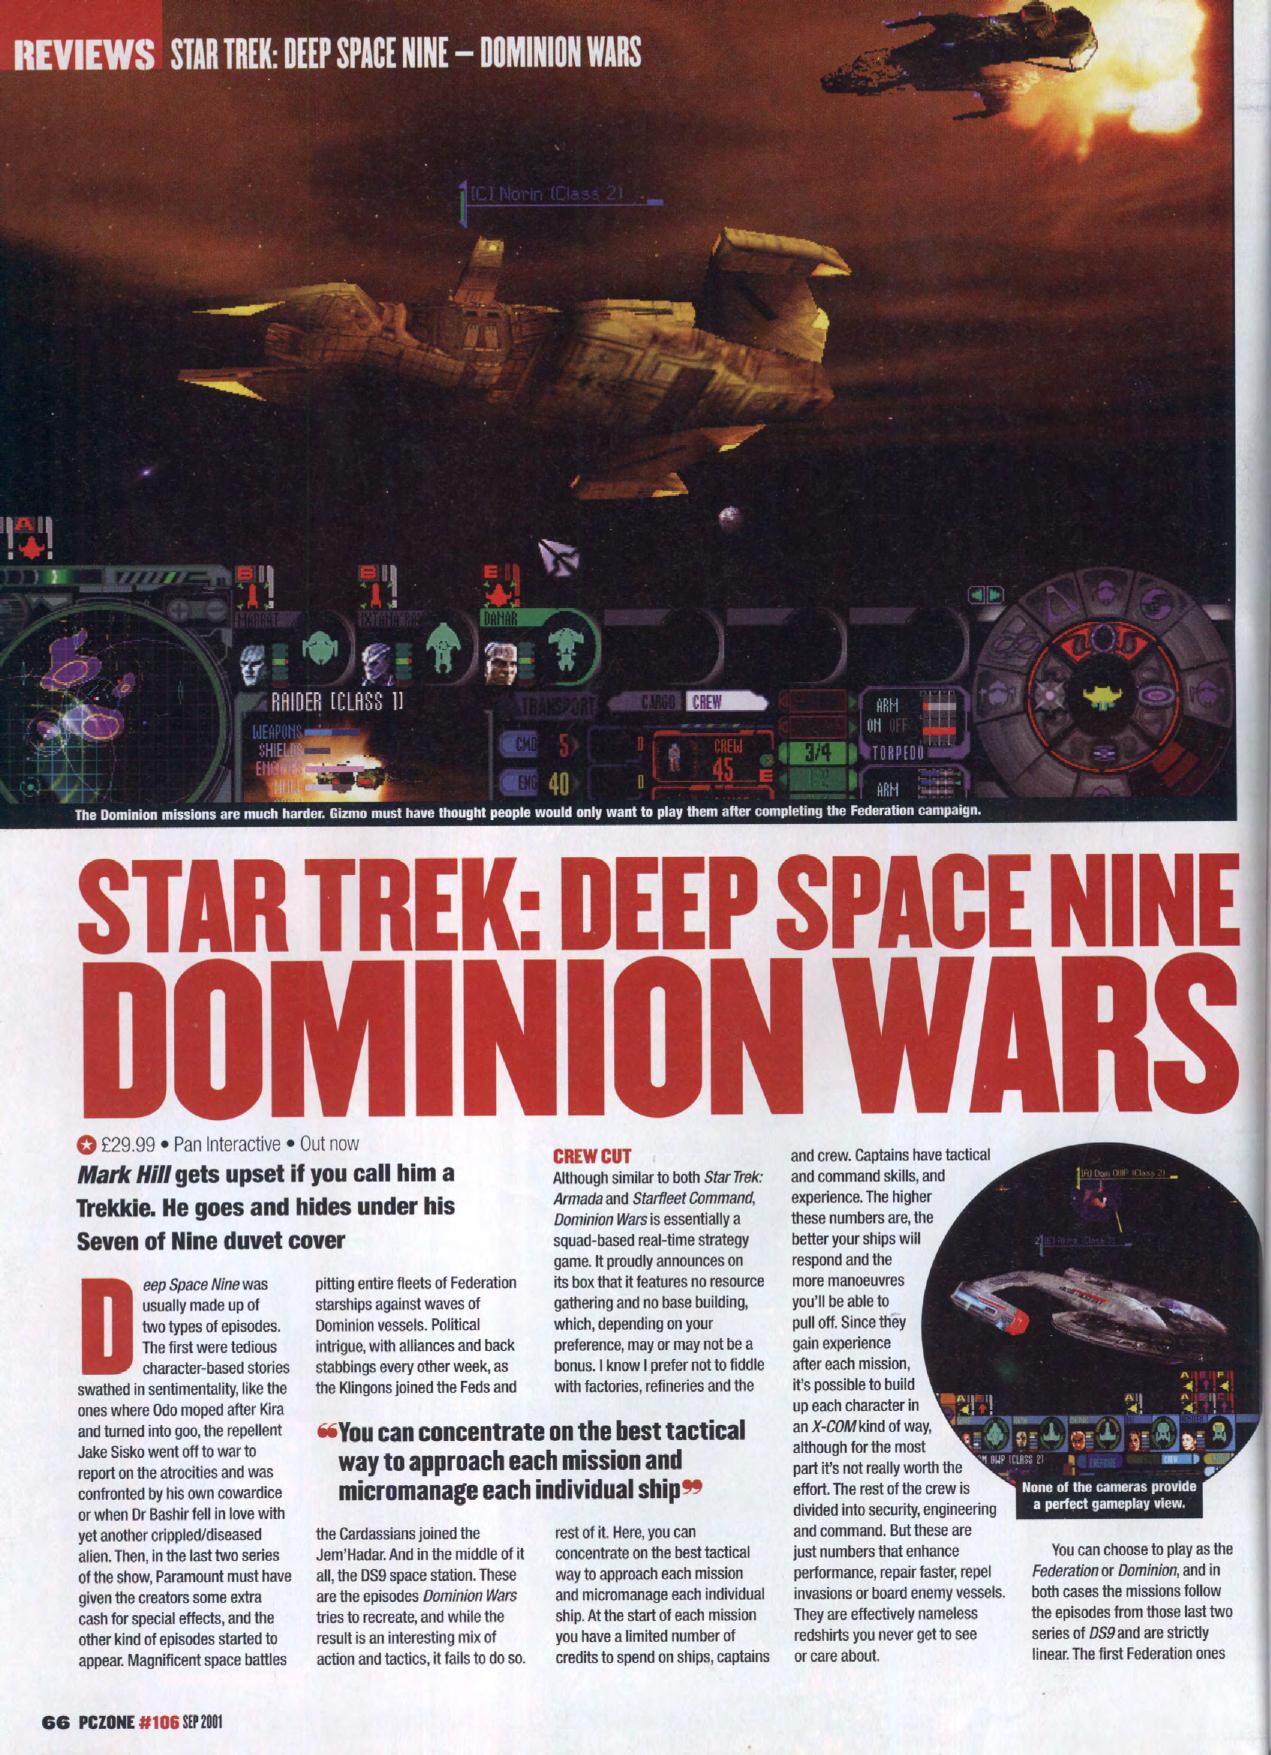 REVIEWS STAR TREK: DEEP SPACE NINE – DOMINION WARS
[C] Norin (Class 2)
A
B B E
DAMAR
RAIDER [CLASS 1]
WEAPONS
SHIELDS
ENGINES
HULL
TRANSPORT
CARGO CREW
CMD 5 0
ENG 40 0
CREW
45
E
3/4
ARM
ON OFF
TORPEDO
ARM
The Dominion missions are much harder. Gizmo must have thought people would only want to play them after completing the Federation campaign.
STAR TREK: DEEP SPACE NINE
DOMINION WARS
£29.99 • Pan Interactive • Out now
Mark Hill gets upset if you call him a
Trekkie. He goes and hides under his
Seven of Nine duvet cover
Deep Space Nine was
usually made up of
two types of episodes.
The first were tedious
character-based stories
swathed in sentimentality, like the
ones where Odo moped after Kira
and turned into goo, the repellent
Jake Sisko went off to war to
report on the atrocities and was
confronted by his own cowardice
or when Dr Bashir fell in love with
yet another crippled/diseased
alien. Then, in the last two series
of the show, Paramount must have
given the creators some extra
cash for special effects, and the
other kind of episodes started to
appear. Magnificent space battles
pitting entire fleets of Federation
starships against waves of
Dominion vessels. Political
intrigue, with alliances and back
stabbings every other week, as
the Klingons joined the Feds and
the Cardassians joined the
Jem'Hadar. And in the middle of it
all, the DS9 space station. These
are the episodes Dominion Wars
tries to recreate, and while the
result is an interesting mix of
action and tactics, it fails to do so.
“You can concentrate on the best tactical
way to approach each mission and
micromanage each individual ship”
CREW CUT
Although similar to both Star Trek:
Armada and Starfleet Command,
Dominion Wars is essentially a
squad-based real-time strategy
game. It proudly announces on
its box that it features no resource
gathering and no base building,
which, depending on your
preference, may or may not be a
bonus. I know I prefer not to fiddle
with factories, refineries and the
rest of it. Here, you can
concentrate on the best tactical
way to approach each mission
and micromanage each individual
ship. At the start of each mission
you have a limited number of
credits to spend on ships, captains
and crew. Captains have tactical
and command skills, and
experience. The higher
these numbers are, the
better your ships will
respond and the
more manoeuvres
you'll be able to
pull off. Since they
gain experience
after each mission,
it's possible to build
up each character in
an X-COM kind of way,
although for the most
part it's not really worth the
effort. The rest of the crew is
divided into security, engineering
and command. But these are
just numbers that enhance
performance, repair faster, repel
invasions or board enemy vessels.
They are effectively nameless
redshirts you never get to see
or care about.
[A] Dom OWP (Class 2)
OWP [CLASS 2]
None of the cameras provide
a perfect gameplay view.
You can choose to play as the
Federation or Dominion, and in
both cases the missions follow
the episodes from those last two
series of DS9 and are strictly
linear. The first Federation ones
66 PCZONE #106 SEP 2001